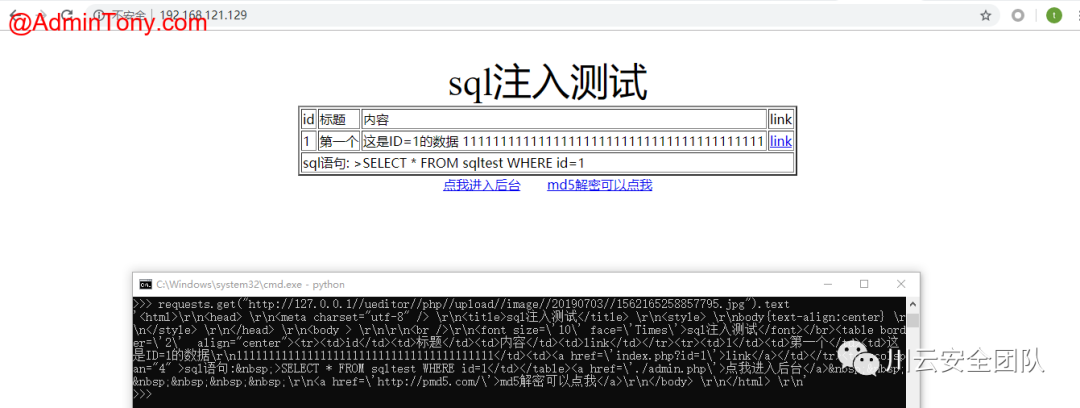 @AdminTony.com
不安全 | 192.168.121.129
sql注入测试
id 标题 内容 link
1 第一个 这是ID=1的数据 1111111111111111111111111111111111111111111 link
sql语句: >SELECT * FROM sqltest WHERE id=1
点我进入后台 md5解密可以点我
C:\Windows\system32\cmd.exe - python
>>> requests.get("http://127.0.0.1//ueditor//php//upload//image//20190703//1562165258857795.jpg").text
'<html>\r\n<head> \r\n<meta charset="utf-8" /> \r\n<title>sql注入测试</title> \r\n<style> \r\nbody{text-align:center} \r
\n</style> \r\n</head> \r\n<body > \r\n\r\n<br />\r\n<font size=\'10\' face=\'Times\'>sql注入测试</font></br><table bord
er=\'2\' align="center"><tr><td>id</td><td>标题</td><td>内容</td><td>link</td></tr><tr><td>1</td><td>第一个</td><td>这
是ID=1的数据\r\n1111111111111111111111111111111111111111111</td><td><a href=\'index.php?id=1\'>link</a></td></tr>
an="4" >sql语句:&nbsp;>SELECT * FROM sqltest WHERE id=1</td></table><a href=\'./admin.php\'>点我进入后台</a>&nbsp;
&nbsp;&nbsp;&nbsp;&nbsp;\r\n<a href=\'http://pmd5.com/\'>md5解密可以点我</a>\r\n</body> \r\n</html> \r\n'
>>>
川云安全团队